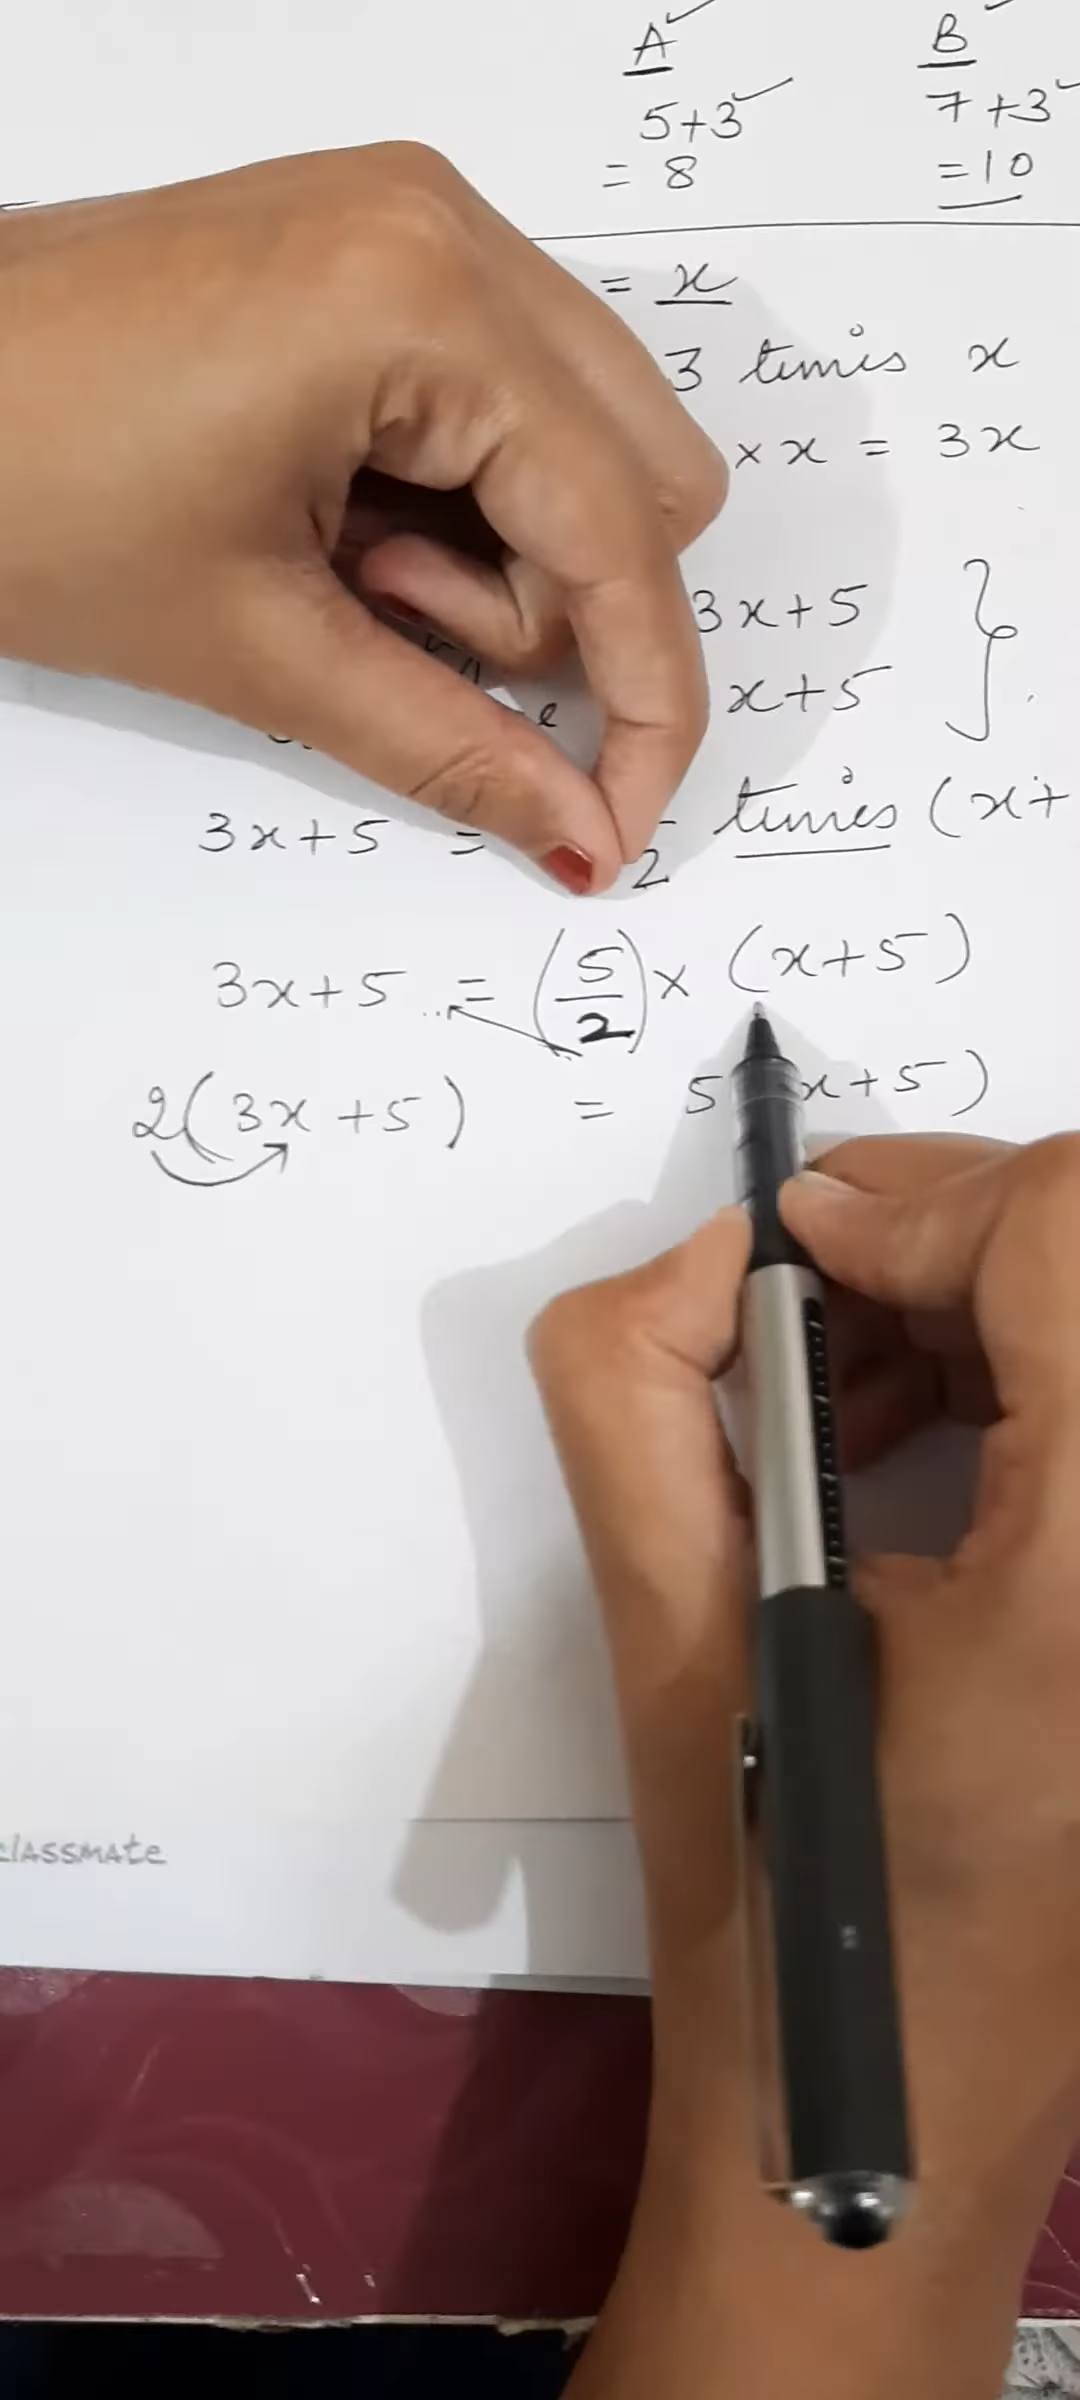 A B
5+3 7+3
= 8 =10
= x
3 times x
× x = 3x
3x+5
x+5
3x+5 = 2 times (x+
3x+5 = (5/2) × (x+5)
2(3x+5) = 5 x+5)
classmate